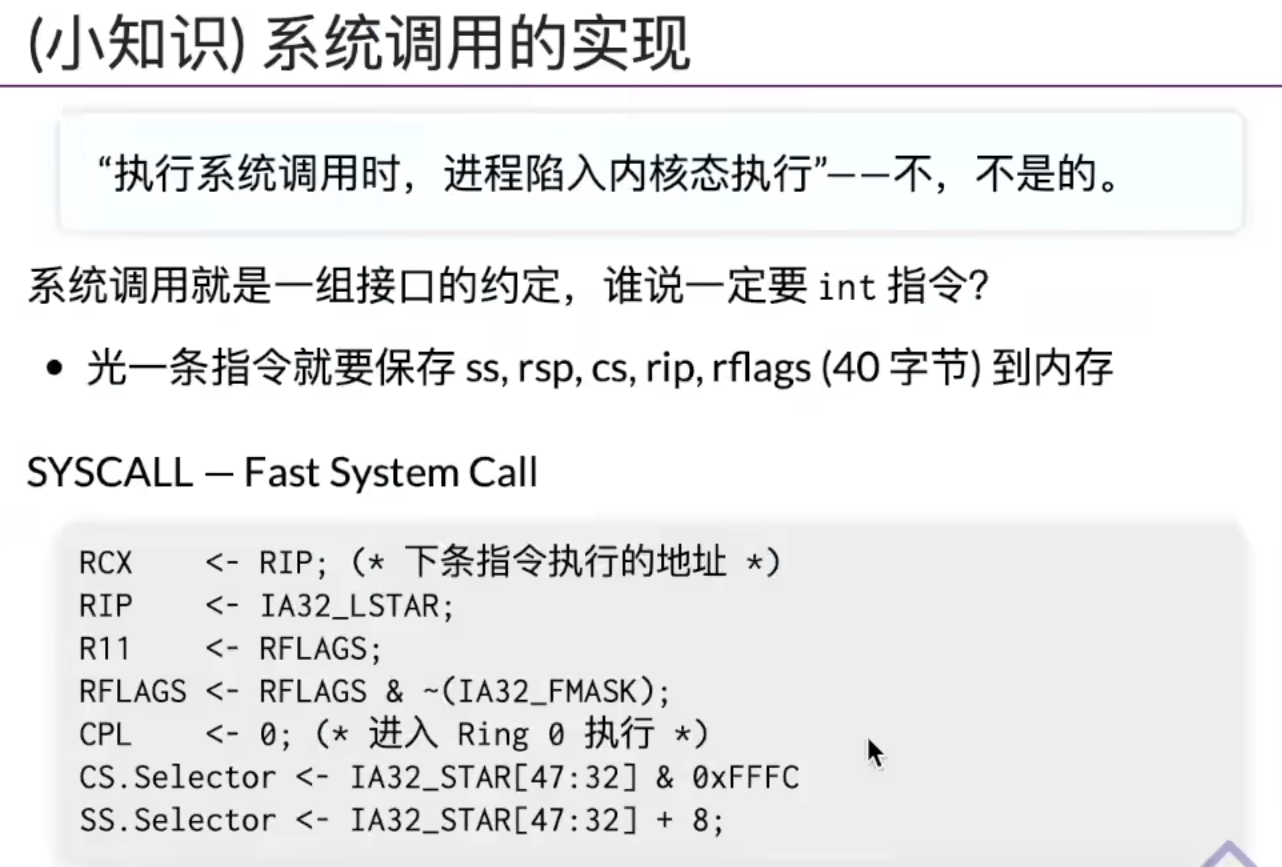 (小知识) 系统调用的实现
“执行系统调用时，进程陷入内核态执行”——不，不是的。
系统调用就是一组接口的约定，谁说一定要 int 指令？
• 光一条指令就要保存 ss, rsp, cs, rip, rflags (40 字节) 到内存
SYSCALL — Fast System Call
RCX    <- RIP; (* 下条指令执行的地址 *)
RIP    <- IA32_LSTAR;
R11    <- RFLAGS;
RFLAGS <- RFLAGS & ~(IA32_FMASK);
CPL    <- 0; (* 进入 Ring 0 执行 *)
CS.Selector <- IA32_STAR[47:32] & 0xFFFC
SS.Selector <- IA32_STAR[47:32] + 8;